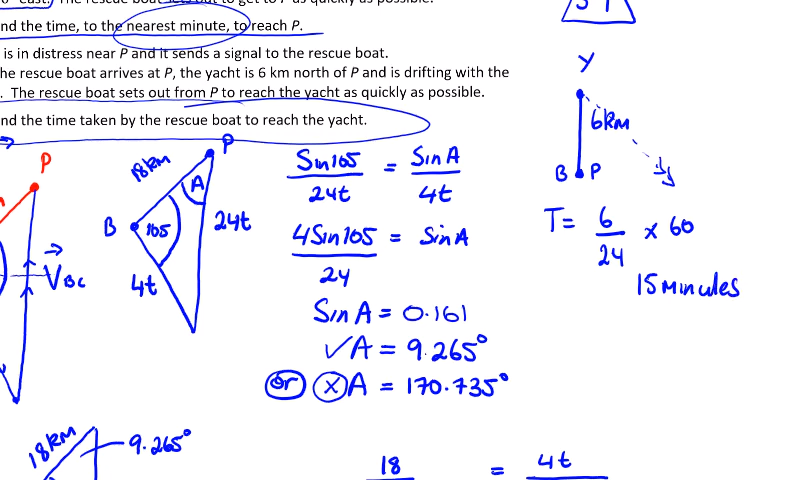 nd the time, to the nearest minute, to reach P.
is in distress near P and it sends a signal to the rescue boat.
he rescue boat arrives at P, the yacht is 6 km north of P and is drifting with the
. The rescue boat sets out from P to reach the yacht as quickly as possible.
nd the time taken by the rescue boat to reach the yacht.
P
V BC
18km
P
A
B
105
24t
4t
Sin105 / 24t = SinA / 4t
4Sin105 / 24 = SinA
SinA = 0.161
✓A = 9.265°
or xA = 170.735°
Y
6km
B P
T = 6/24 x 60
15 minutes
18km
9.265°
18 = 4t